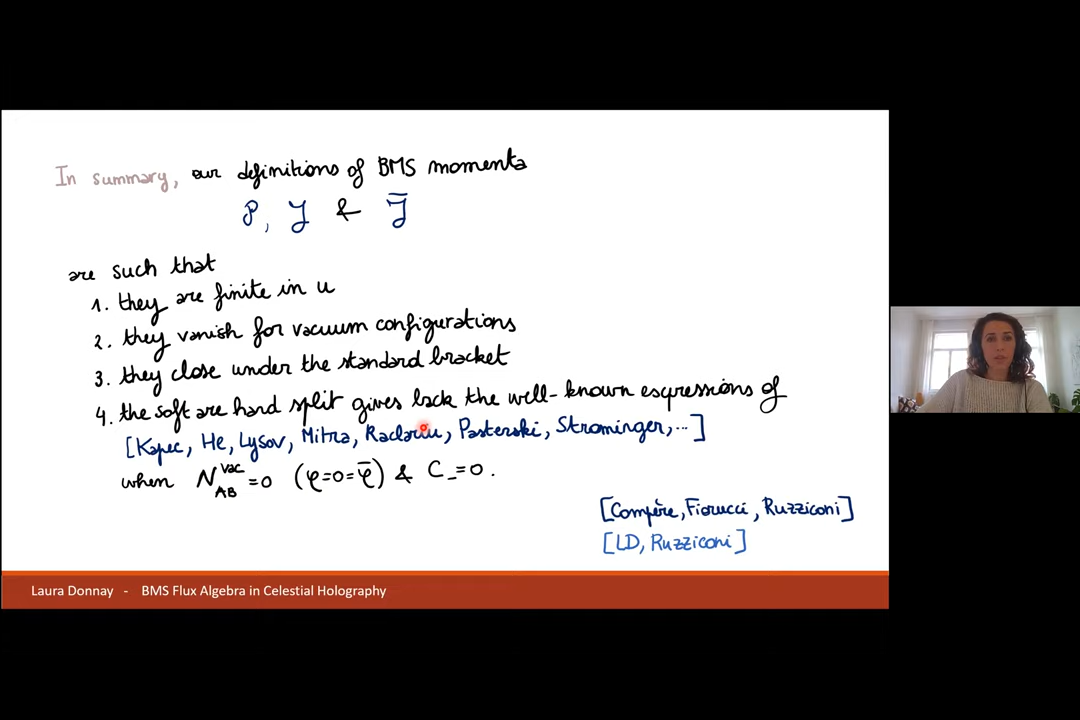 In summary, our definitions of BMS momenta
P, J & J̄
are such that
1. they are finite in u
2. they vanish for vacuum configurations
3. they close under the standard bracket
4. the soft are hard split gives back the well-known expressions of
[Kapec, He, Lysov, Mitra, Raclariu, Pasterski, Strominger, ...]
when N_AB^vac = 0 (φ=0=φ̄) & C_=0.
[Compère, Fiorucci, Ruzziconi]
[LD, Ruzziconi]
Laura Donnay - BMS Flux Algebra in Celestial Holography